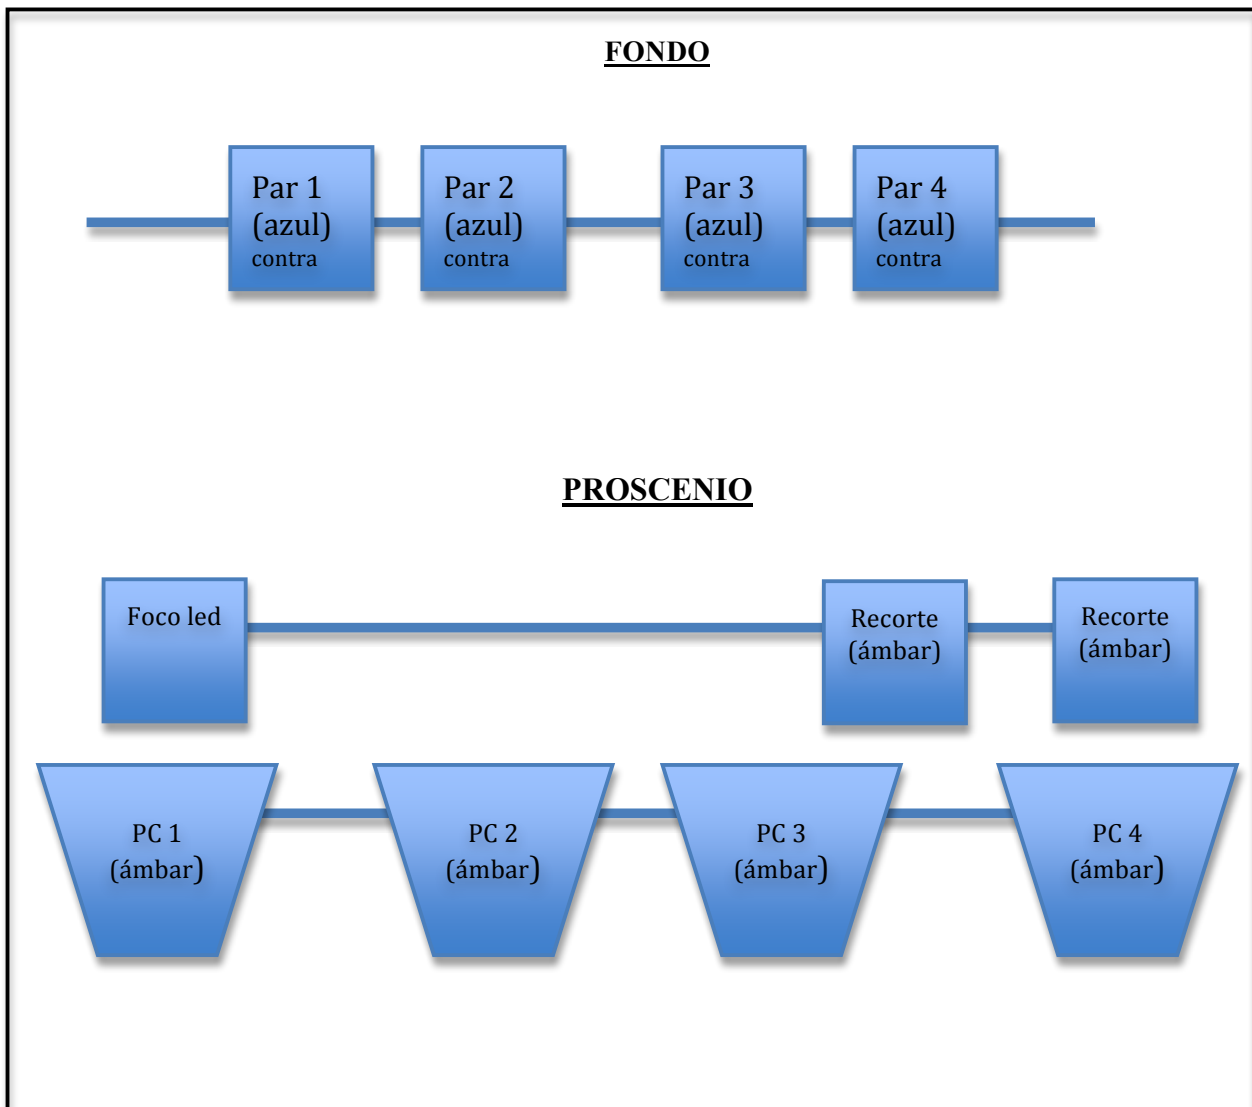 FONDO
Par 1
(azul)
contra
Par 2
(azul)
contra
Par 3
(azul)
contra
Par 4
(azul)
contra
PROSCENIO
Foco led
Recorte
(ámbar)
Recorte
(ámbar)
PC 1
(ámbar)
PC 2
(ámbar)
PC 3
(ámbar)
PC 4
(ámbar)